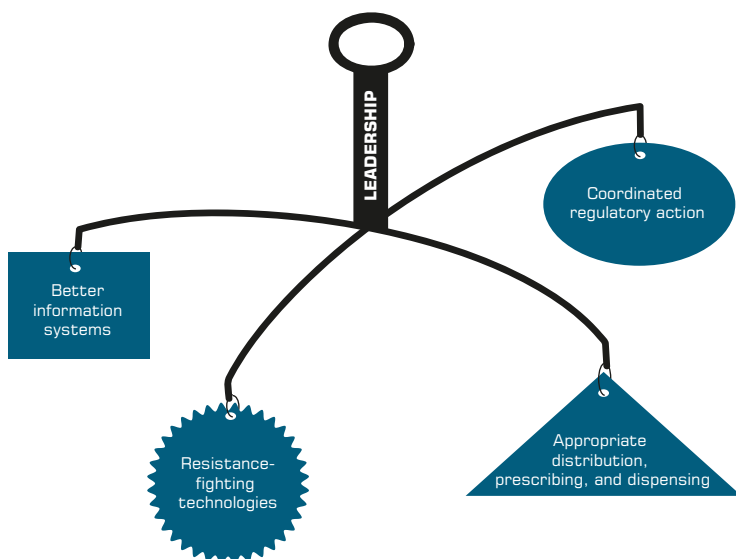 LEADERSHIP
Coordinated
regulatory action
Better
information
systems
Resistance-
fighting
technologies
Appropriate
distribution,
prescribing, and dispensing